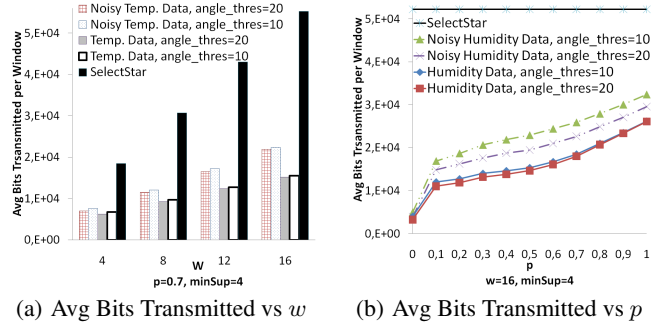 Noisy Temp. Data, angle_thres=20
Noisy Temp. Data, angle_thres=10
Temp. Data, angle_thres=20
Temp. Data, angle_thres=10
SelectStar
Avg Bits Trsansmitted per Window
5,E+04
4,E+04
3,E+04
2,E+04
1,E+04
0,E+00
4 8 12 16
W
p=0.7, minSup=4
(a) Avg Bits Transmitted vs w
SelectStar
Noisy Humidity Data, angle_thres=10
Noisy Humidity Data, angle_thres=20
Humidity Data, angle_thres=10
Humidity Data, angle_thres=20
Avg Bits Transmitted per Window
5,E+04
4,E+04
3,E+04
2,E+04
1,E+04
0,E+00
0 0,1 0,2 0,3 0,4 0,5 0,6 0,7 0,8 0,9 1
p
w=16, minSup=4
(b) Avg Bits Transmitted vs p